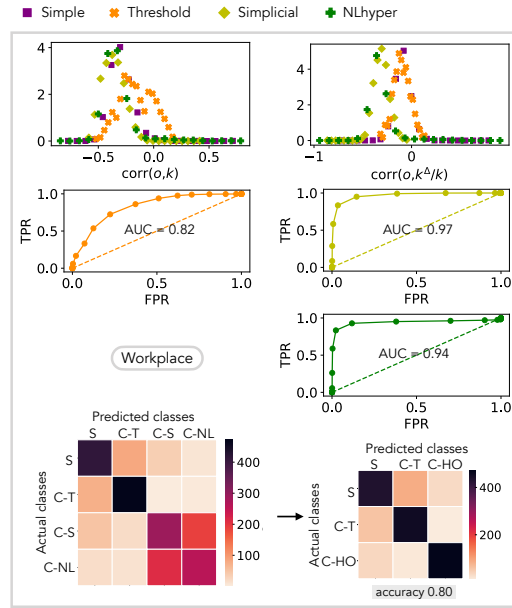 Simple Threshold Simplicial NLhyper
4
2
0
−0.5 0.0 0.5
corr(o,k)
4
2
0
−1 0
corr(o,k^Δ/k)
1.0
0.5
0.0
TPR
AUC = 0.82
0.0 0.5 1.0
FPR
1.0
0.5
0.0
TPR
AUC = 0.97
0.0 0.5 1.0
FPR
1.0
0.5
0.0
TPR
AUC = 0.94
0.0 0.5 1.0
FPR
Workplace
Predicted classes
S C-T C-S C-NL
Actual classes
S
C-T
C-S
C-NL
400
300
200
100
Predicted classes
S C-T C-HO
Actual classes
S
C-T
C-HO
400
200
accuracy 0.80